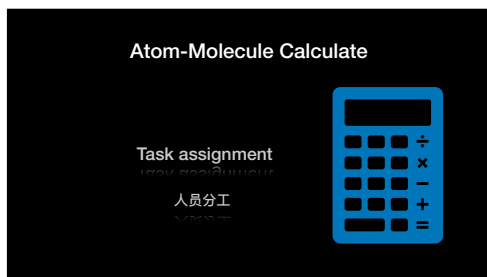 Atom-Molecule Calculate
Task assignment
人员分工
÷
×
−
+
=